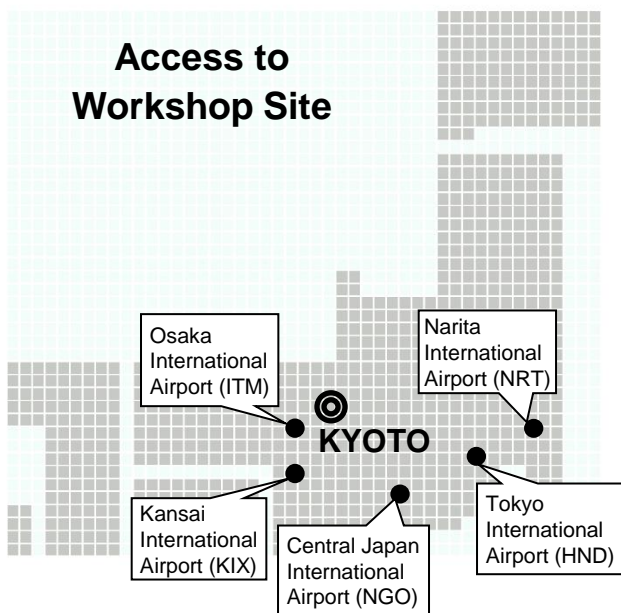 Access to
Workshop Site
Osaka
International
Airport (ITM)
Narita
International
Airport (NRT)
KYOTO
Kansai
International
Airport (KIX)
Central Japan
International
Airport (NGO)
Tokyo
International
Airport (HND)